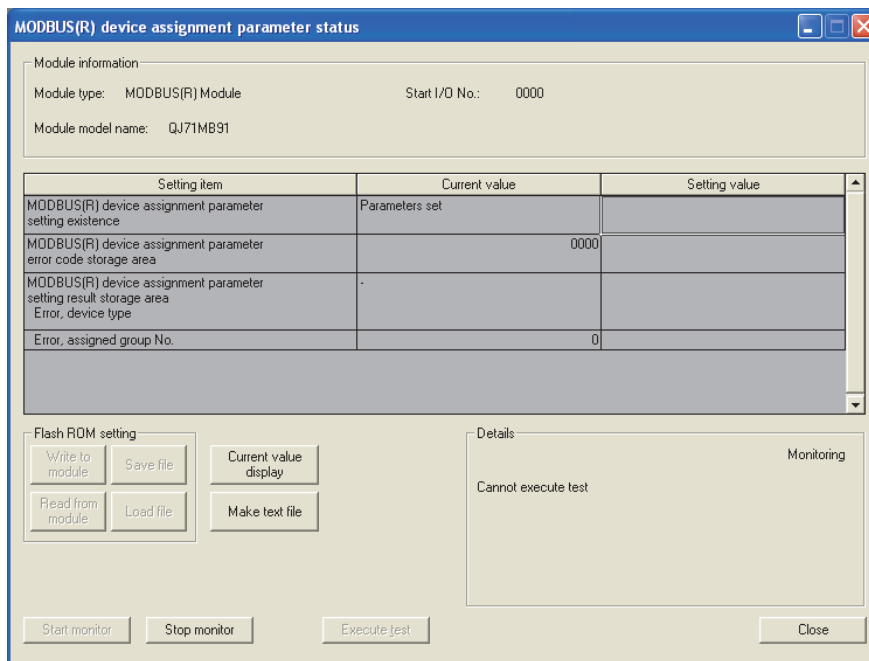 MODBUS(R) device assignment parameter status
Module information
Module type: MODBUS(R) Module Start I/O No.: 0000
Module model name: QJ71MB91
Setting item Current value Setting value
MODBUS(R) device assignment parameter
setting existence
Parameters set
MODBUS(R) device assignment parameter
error code storage area
0000
MODBUS(R) device assignment parameter
setting result storage area
Error, device type
-
Error, assigned group No. 0
Flash ROM setting
Write to
module
Save file
Current value
display
Read from
module
Load file
Make text file
Details
Monitoring
Cannot execute test
Start monitor
Stop monitor
Execute test
Close